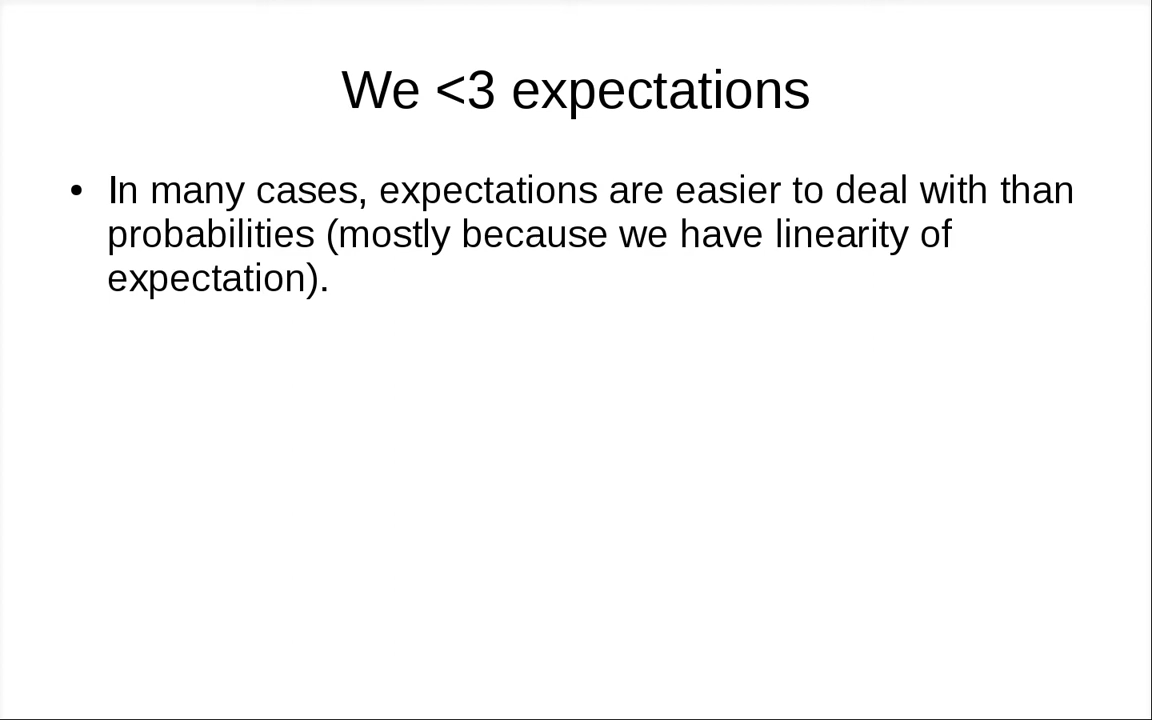 We <3 expectations
• In many cases, expectations are easier to deal with than
probabilities (mostly because we have linearity of
expectation).